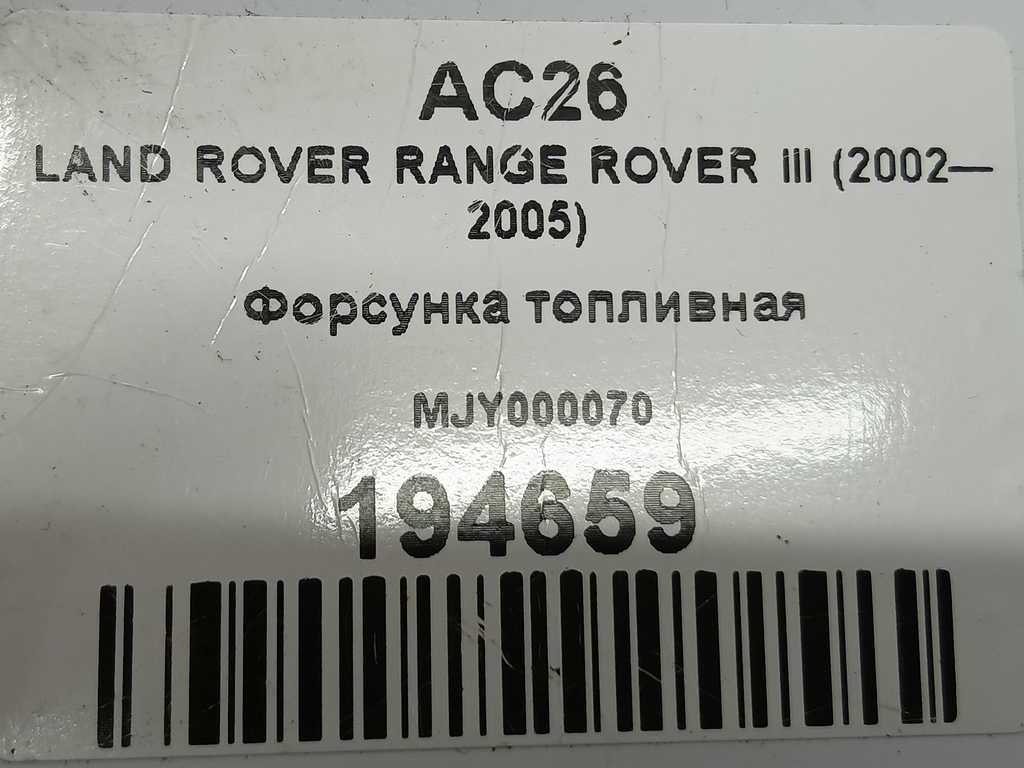 AC26
LAND ROVER RANGE ROVER III (2002—
2005)
Форсунка топливная
MJY000070
194659